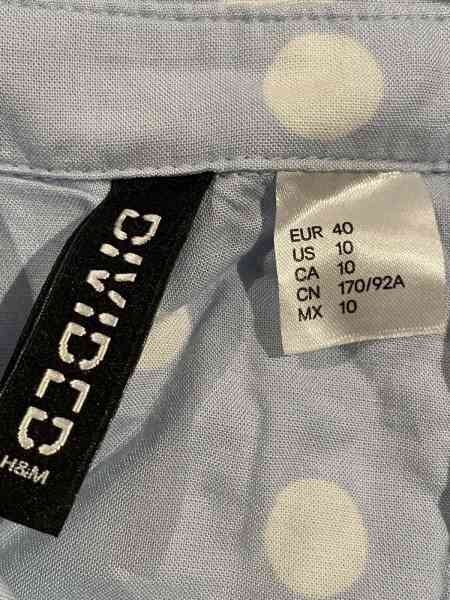 DIVIDED
H&M
EUR 40
US 10
CA 10
CN 170/92A
MX 10